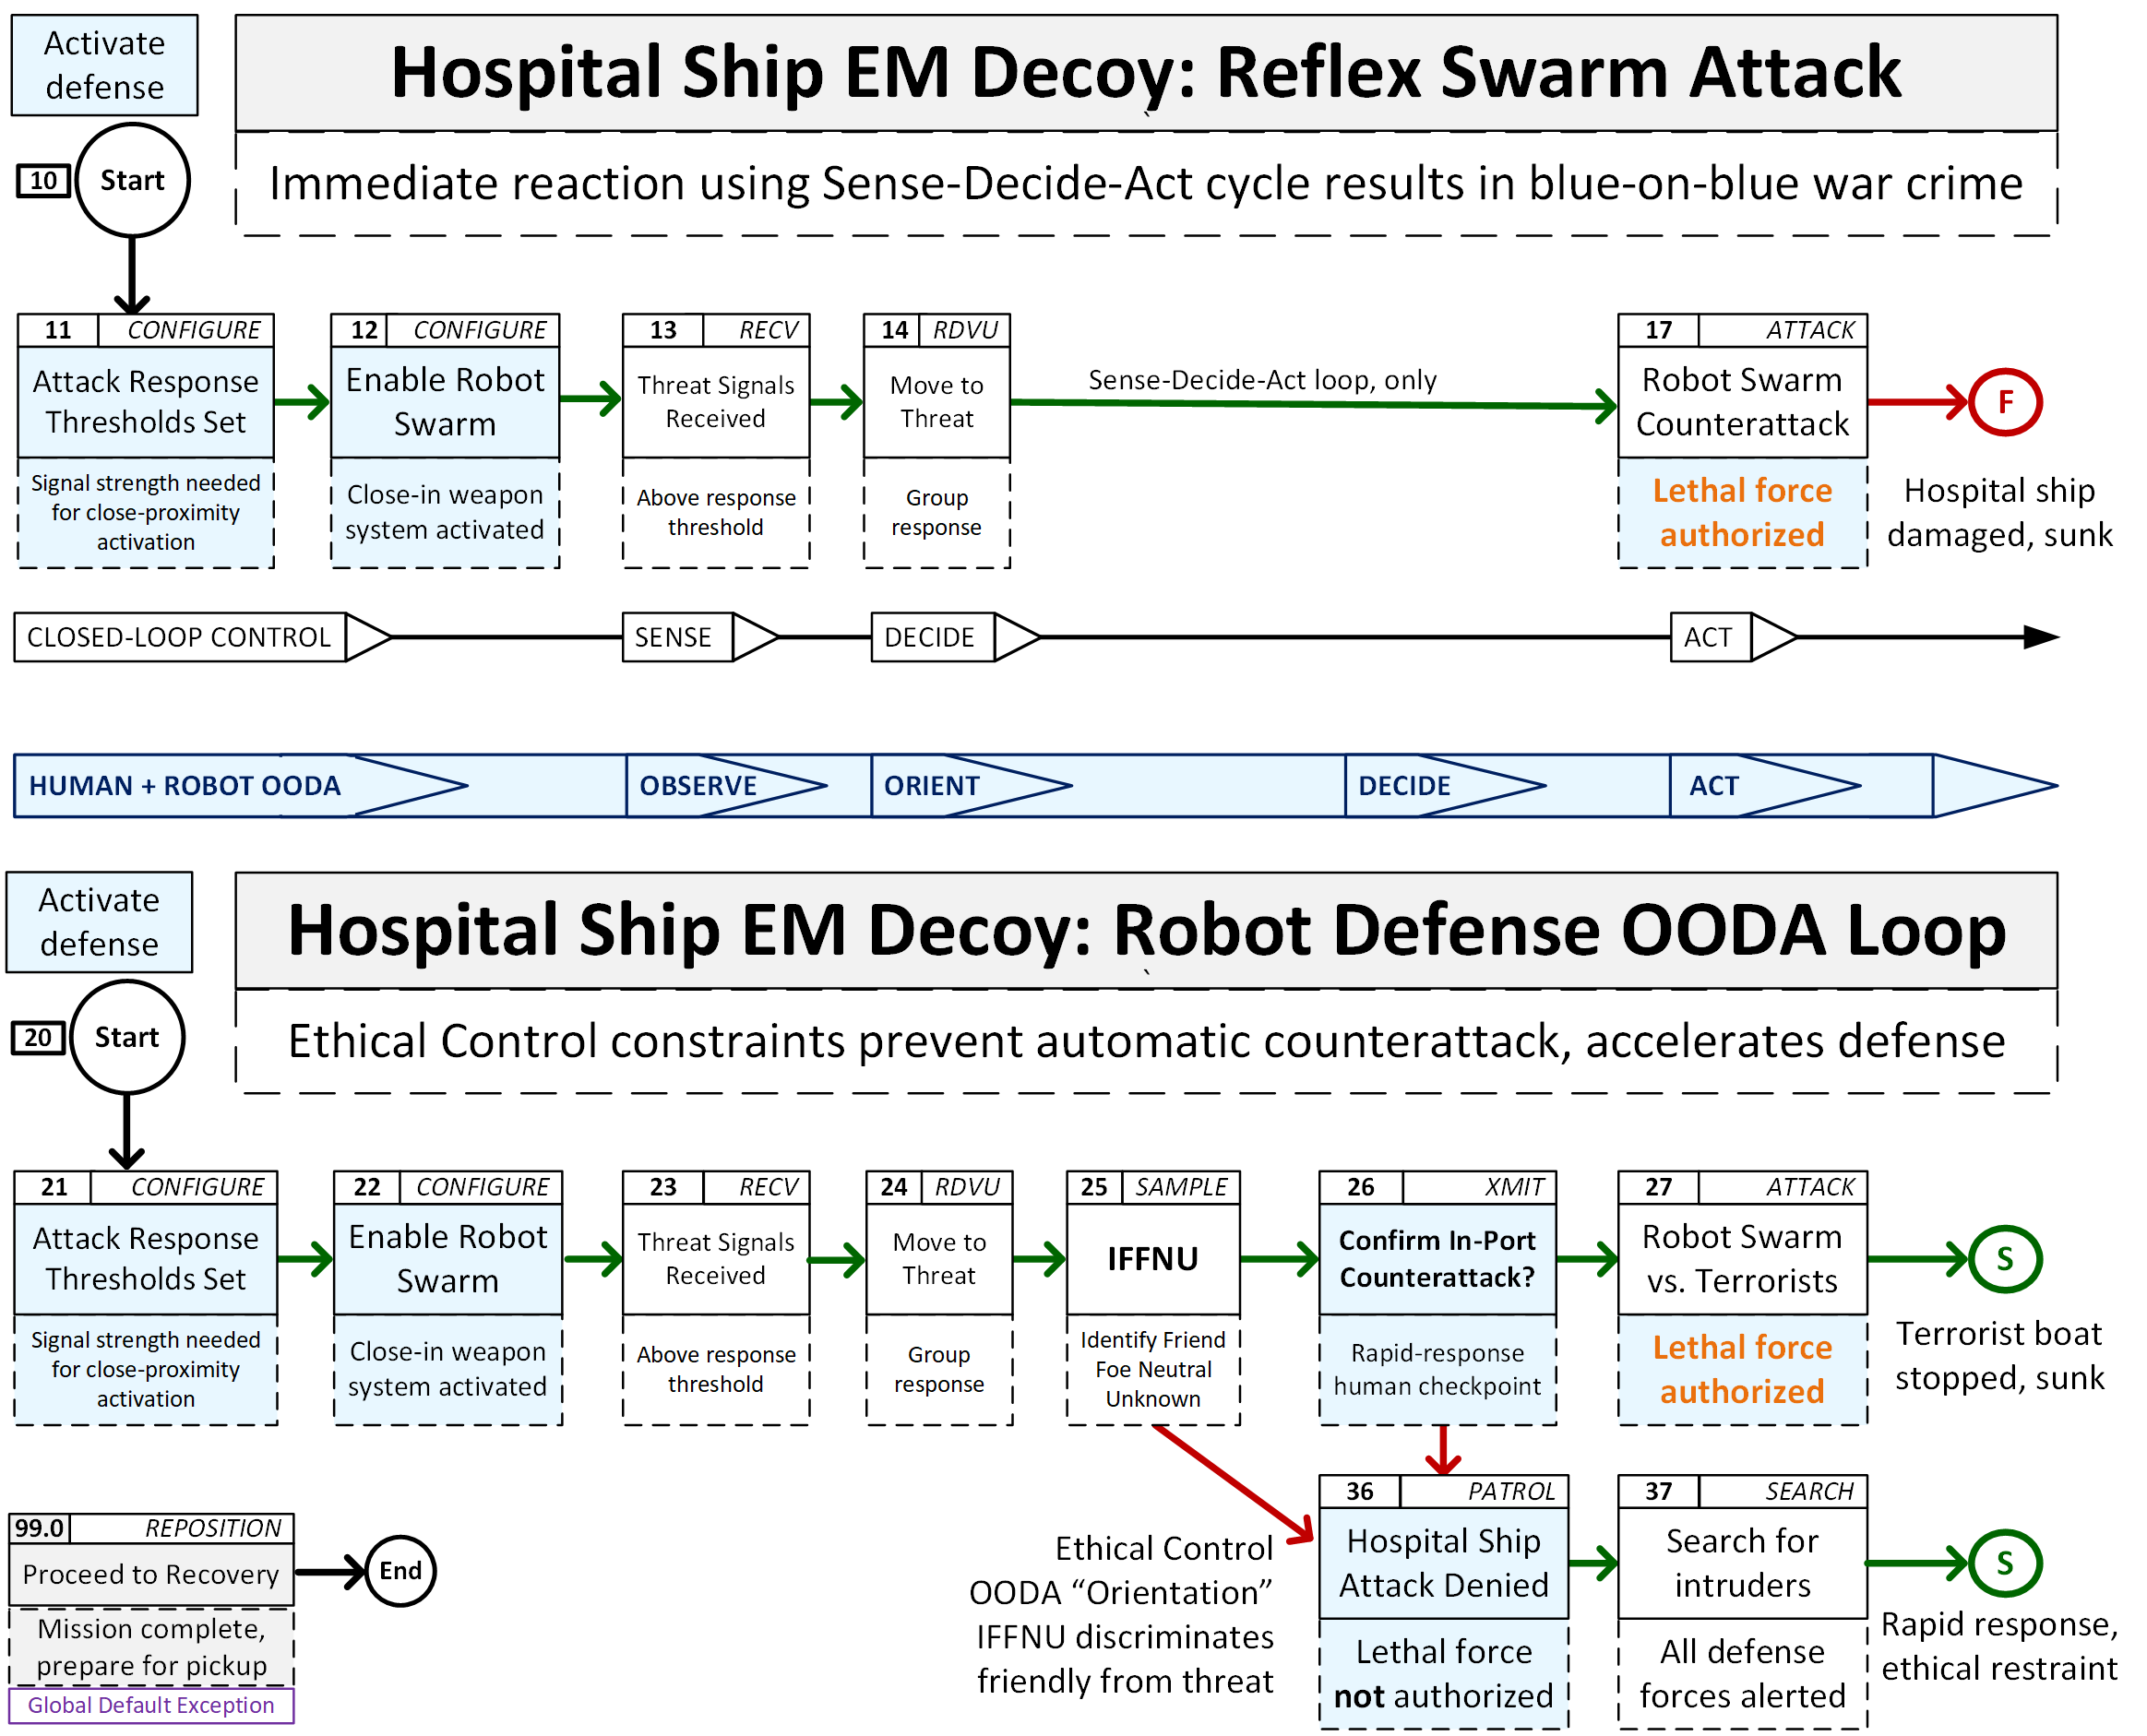 Activate
defense
Hospital Ship EM Decoy: Reflex Swarm Attack
`
10
Start
Immediate reaction using Sense-Decide-Act cycle results in blue-on-blue war crime
11 CONFIGURE
Attack Response
Thresholds Set
Signal strength needed
for close-proximity
activation
12 CONFIGURE
Enable Robot
Swarm
Close-in weapon
system activated
13 RECV
Threat Signals
Received
Above response
threshold
14 RDVU
Move to
Threat
Group
response
Sense-Decide-Act loop, only
17 ATTACK
Robot Swarm
Counterattack
Lethal force
authorized
F
Hospital ship
damaged, sunk
CLOSED-LOOP CONTROL
SENSE
DECIDE
ACT
HUMAN + ROBOT OODA
OBSERVE
ORIENT
DECIDE
ACT
Activate
defense
Hospital Ship EM Decoy: Robot Defense OODA Loop
`
20
Start
Ethical Control constraints prevent automatic counterattack, accelerates defense
21 CONFIGURE
Attack Response
Thresholds Set
Signal strength needed
for close-proximity
activation
22 CONFIGURE
Enable Robot
Swarm
Close-in weapon
system activated
23 RECV
Threat Signals
Received
Above response
threshold
24 RDVU
Move to
Threat
Group
response
25 SAMPLE
IFFNU
Identify Friend
Foe Neutral
Unknown
26 XMIT
Confirm In-Port
Counterattack?
Rapid-response
human checkpoint
27 ATTACK
Robot Swarm
vs. Terrorists
Lethal force
authorized
S
Terrorist boat
stopped, sunk
99.0 REPOSITION
Proceed to Recovery
Mission complete,
prepare for pickup
Global Default Exception
End
Ethical Control
OODA “Orientation”
IFFNU discriminates
friendly from threat
36 PATROL
Hospital Ship
Attack Denied
Lethal force
not authorized
37 SEARCH
Search for
intruders
All defense
forces alerted
S
Rapid response,
ethical restraint